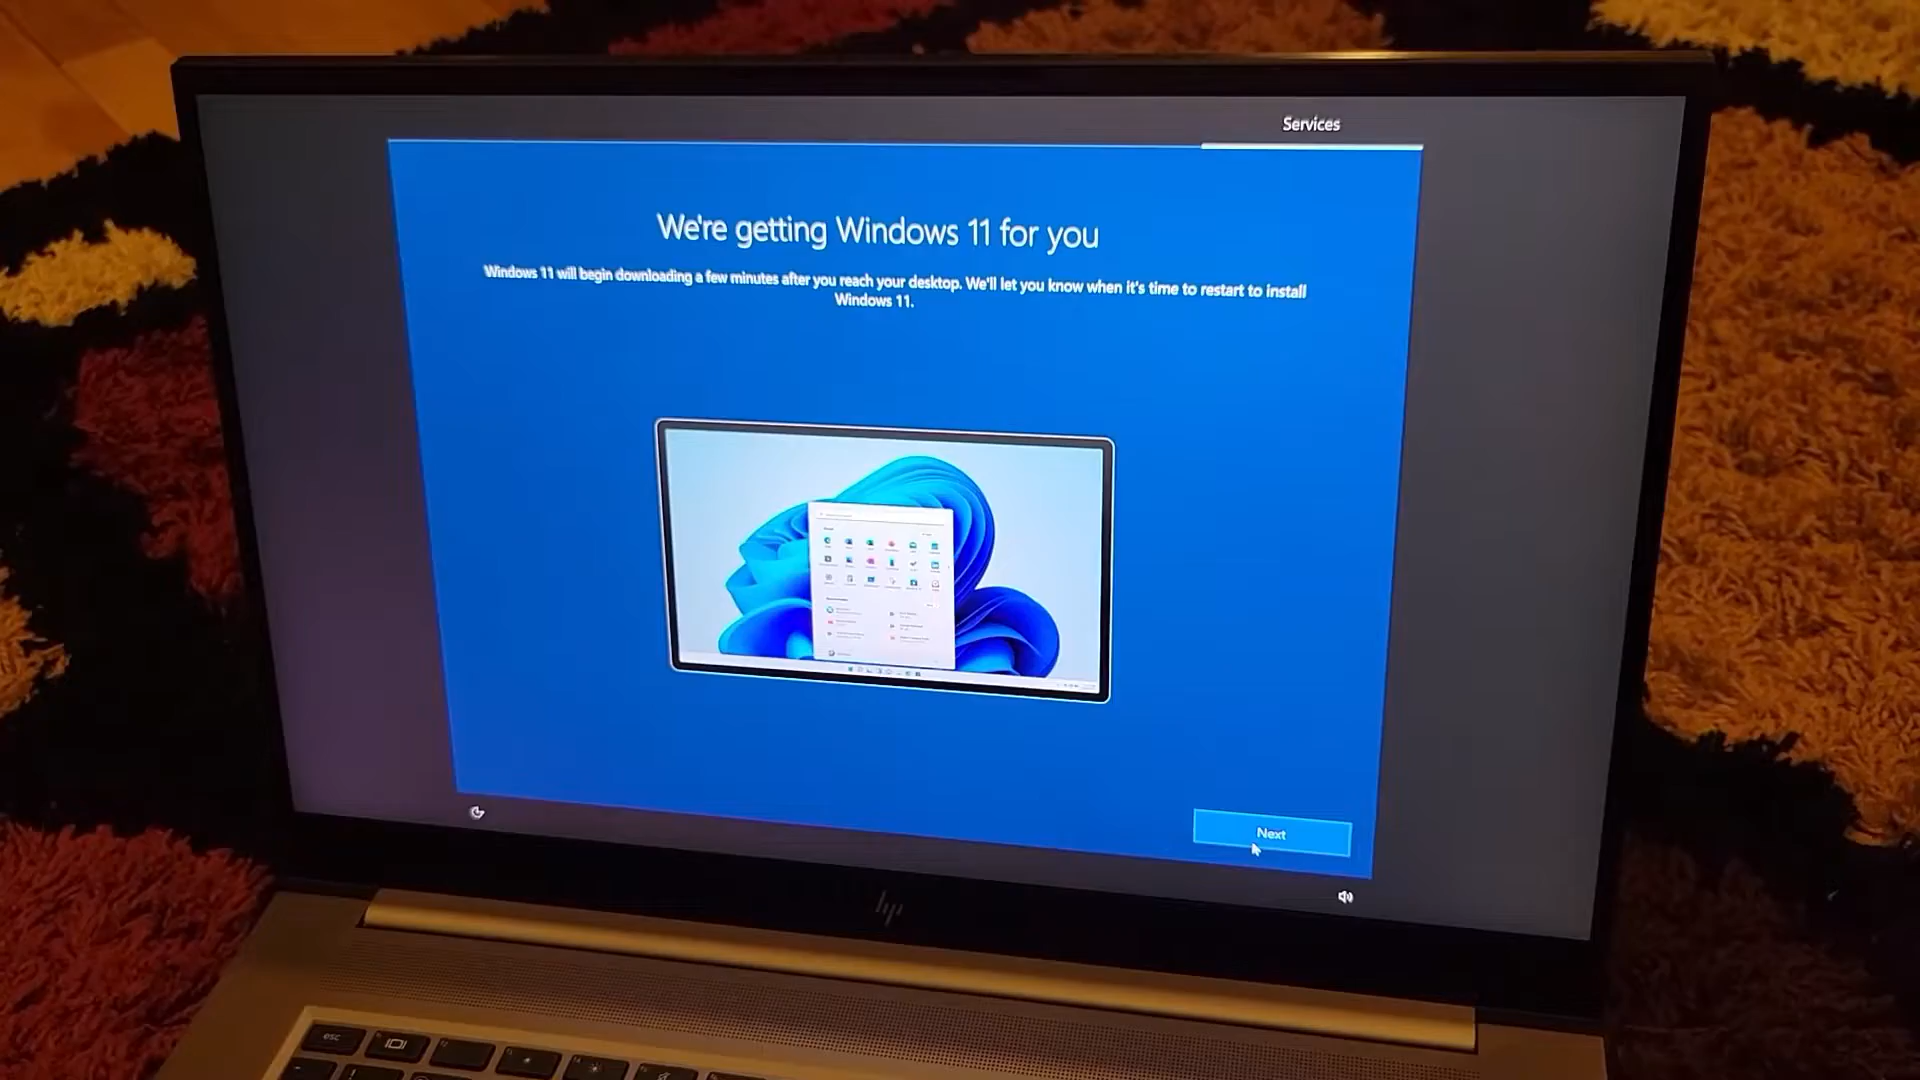 Services
We're getting Windows 11 for you
Windows 11 will begin downloading a few minutes after you reach your desktop. We'll let you know when it's time to restart to install
Windows 11.
Next
hp
esc